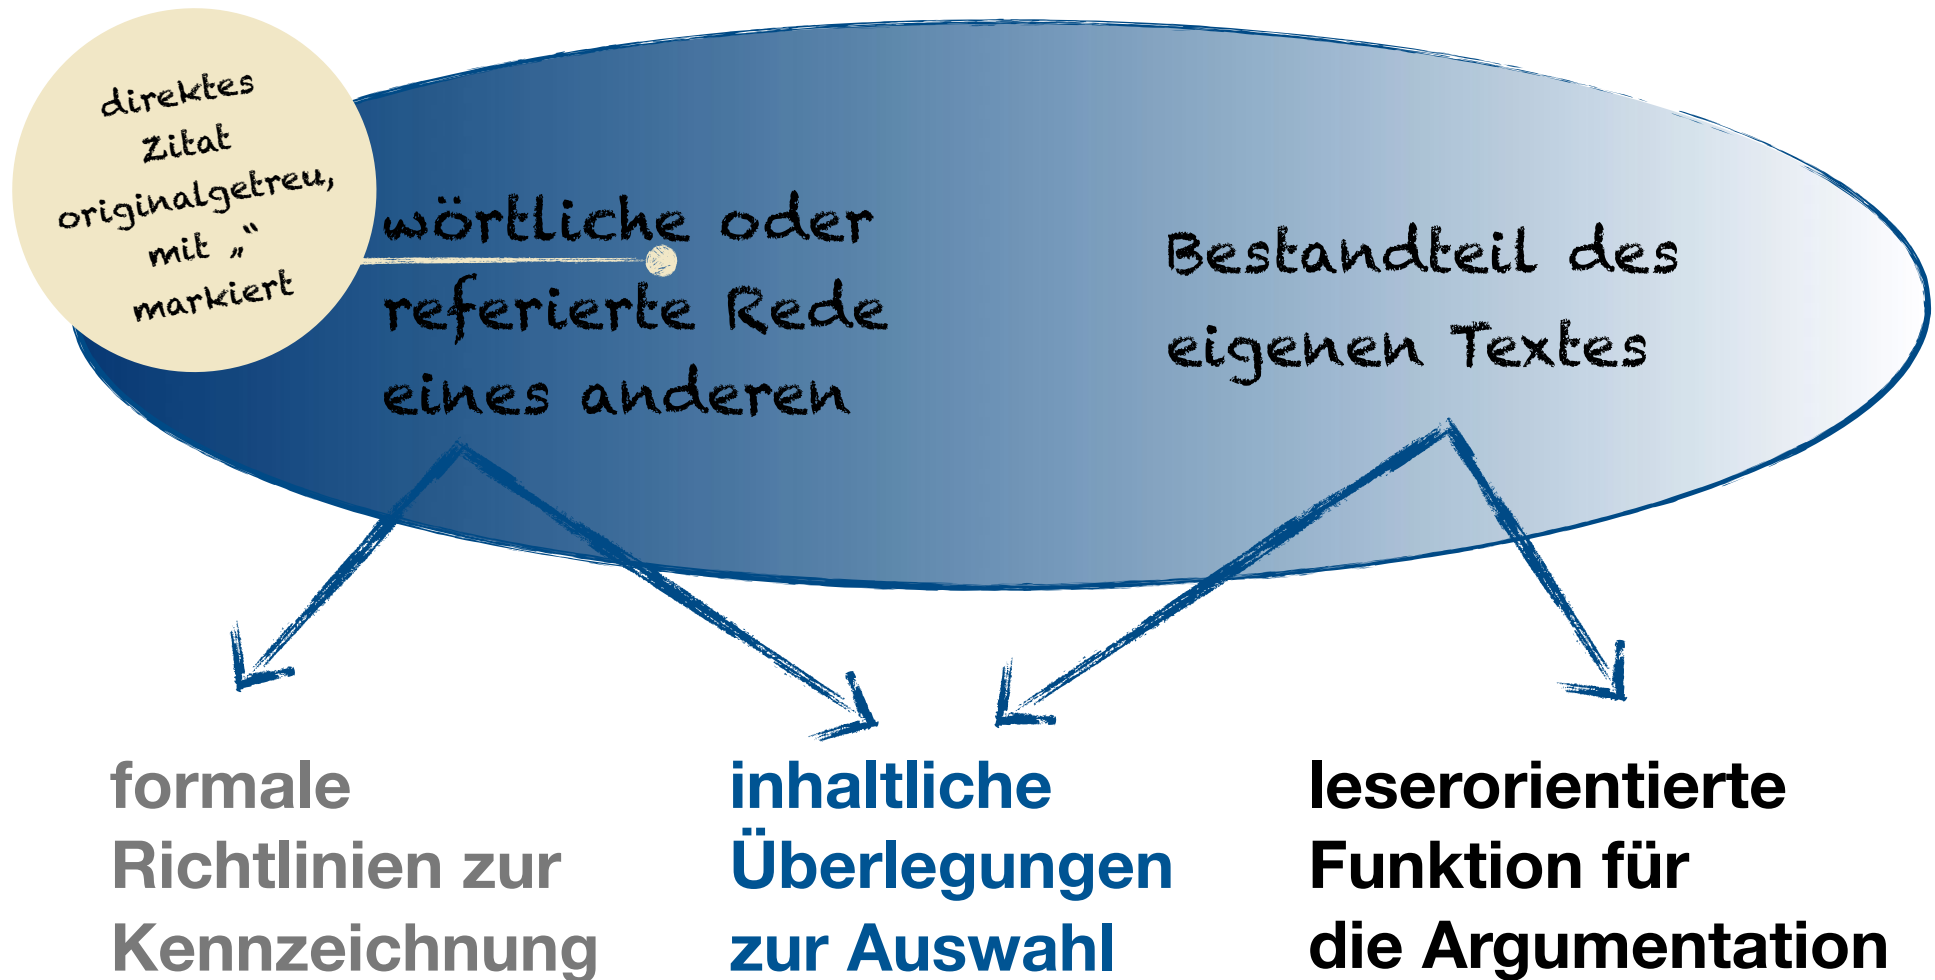 direktes
Zitat
originalgetreu,
mit „“
markiert
wörtliche oder
referierte Rede
eines anderen
Bestandteil des
eigenen Textes
formale
Richtlinien zur
Kennzeichnung
inhaltliche
Überlegungen
zur Auswahl
leserorientierte
Funktion für
die Argumentation